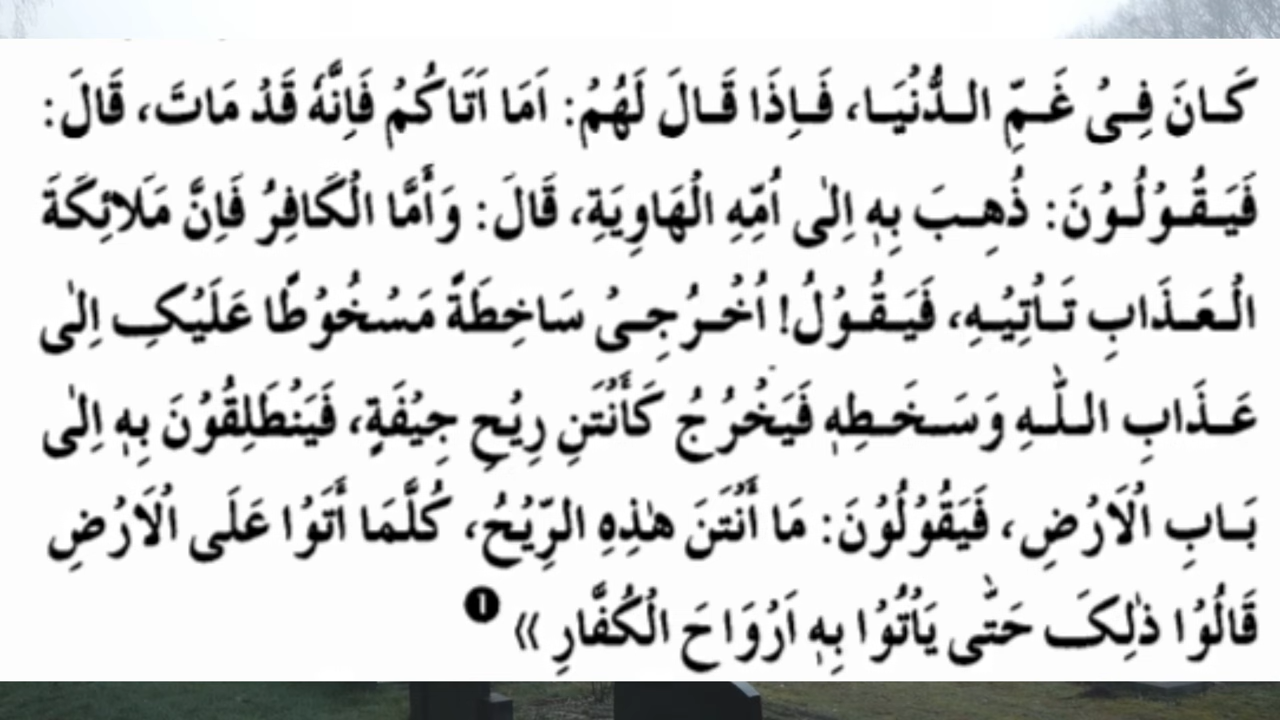 كَانَ فِىْ غَمِّ الدُّنْيَا، فَاِذَا قَالَ لَهُمْ: اَمَا اَتَاكُمْ فَاِنَّهٗ قَدْ مَاتَ، قَالَ:
فَيَقُوْلُوْنَ: ذُهِبَ بِهٖ اِلٰى اُمِّهِ الْهَاوِيَةِ، قَالَ: وَأَمَّا الْكَافِرُ فَاِنَّ مَلَائِكَةَ
الْعَذَابِ تَأْتِيْهِ، فَيَقُوْلُ! اُخْرُجِىْ سَاخِطَةً مَسْخُوْطًا عَلَيْكِ اِلٰى
عَذَابِ اللّٰهِ وَسَخَطِهٖ فَيَخْرُجُ كَأَنْتَنِ رِيْحِ جِيْفَةٍ، فَيَنْطَلِقُوْنَ بِهٖ اِلٰى
بَابِ الْاَرْضِ، فَيَقُوْلُوْنَ: مَا أَنْتَنَ هٰذِهِ الرِّيْحُ، كُلَّمَا أَتَوْا عَلَى الْاَرْضِ
قَالُوْا ذٰلِكَ حَتّٰى يَاْتُوْا بِهٖ اَرْوَاحَ الْكُفَّارِ» ❶